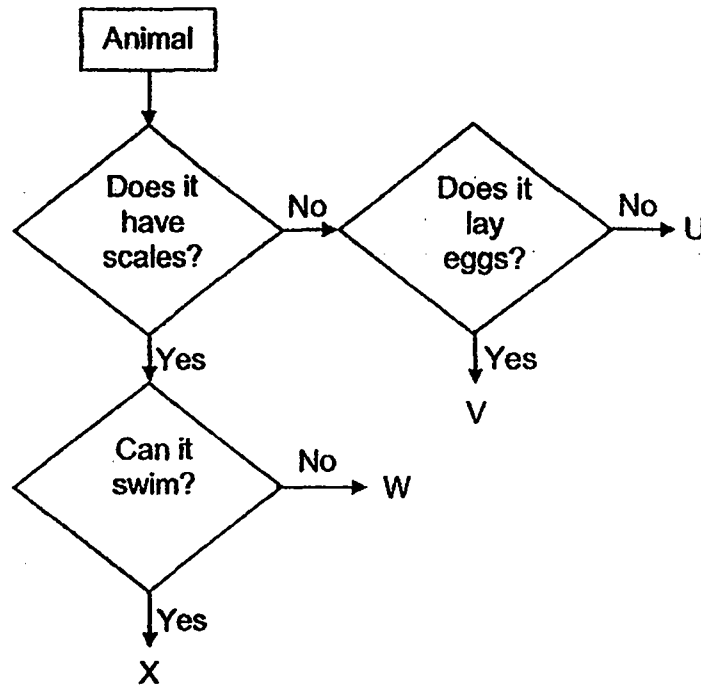 Animal
Does it
have
scales?
No
Does it
lay
eggs?
No
U
Yes
Yes
V
Can it
swim?
No
W
Yes
X